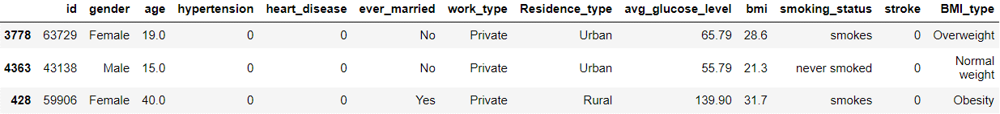 id gender age hypertension heart_disease ever_married work_type Residence_type avg_glucose_level bmi smoking_status stroke BMI_type
3778 63729 Female 19.0 0 0 No Private Urban 65.79 28.6 smokes 0 Overweight
4363 43138 Male 15.0 0 0 No Private Urban 55.79 21.3 never smoked 0 Normal
weight
428 59906 Female 40.0 0 0 Yes Private Rural 139.90 31.7 smokes 0 Obesity